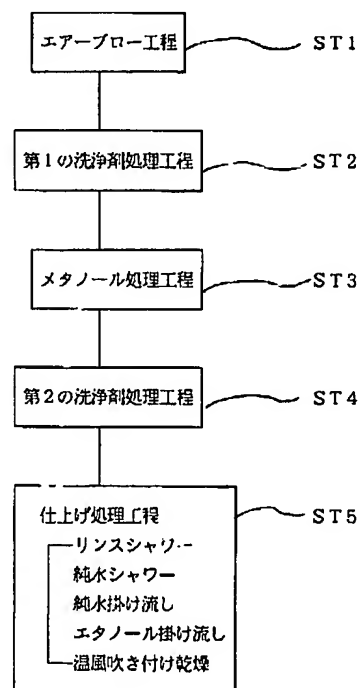 エアーブロー工程 ST1
第1の洗浄剤処理工程 ST2
メタノール処理工程 ST3
第2の洗浄剤処理工程 ST4
仕上げ処理工程 ST5
リンスシャワー
純水シャワー
純水掛け流し
エタノール掛け流し
温風吹き付け乾燥